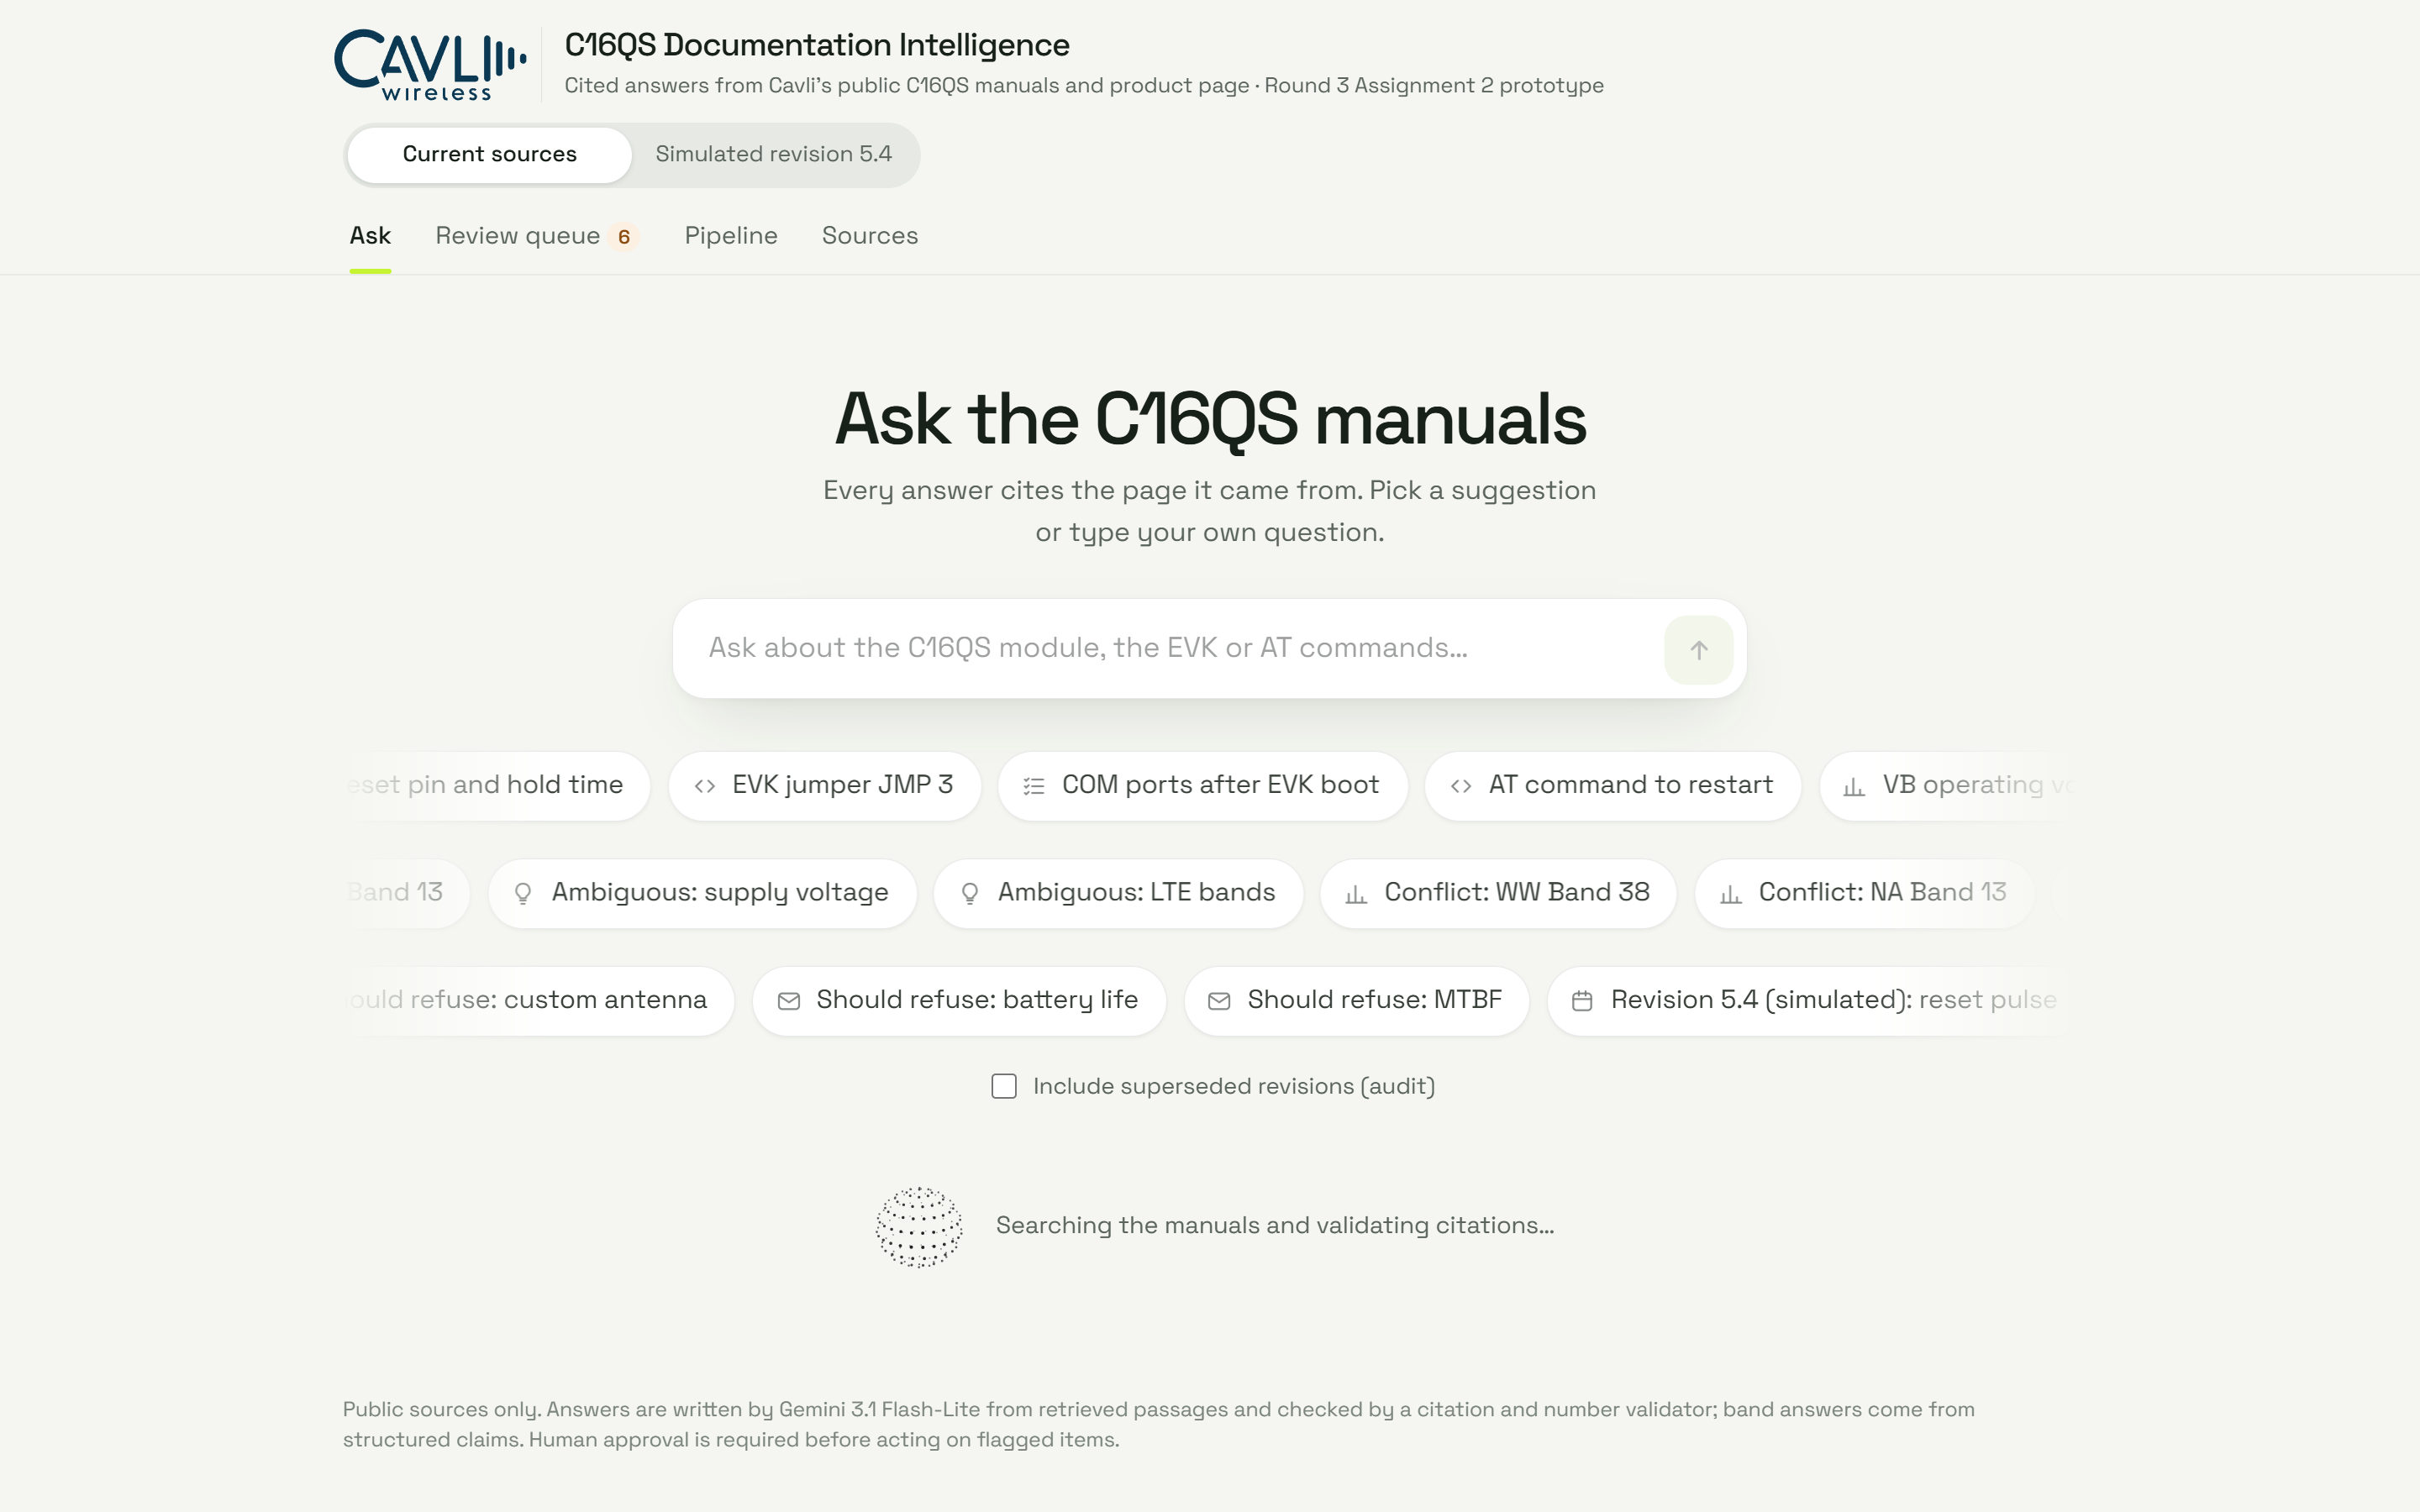 CAVLI
wireless
C16QS Documentation Intelligence
Cited answers from Cavli's public C16QS manuals and product page · Round 3 Assignment 2 prototype
Current sources
Simulated revision 5.4
Ask
Review queue 6
Pipeline
Sources
Ask the C16QS manuals
Every answer cites the page it came from. Pick a suggestion
or type your own question.
Ask about the C16QS module, the EVK or AT commands...
eset pin and hold time
EVK jumper JMP 3
COM ports after EVK boot
AT command to restart
VB operating
Band 13
Ambiguous: supply voltage
Ambiguous: LTE bands
Conflict: WW Band 38
Conflict: NA Band 13
ould refuse: custom antenna
Should refuse: battery life
Should refuse: MTBF
Revision 5.4 (simulated): reset pulse
Include superseded revisions (audit)
Searching the manuals and validating citations...
Public sources only. Answers are written by Gemini 3.1 Flash-Lite from retrieved passages and checked by a citation and number validator; band answers come from
structured claims. Human approval is required before acting on flagged items.